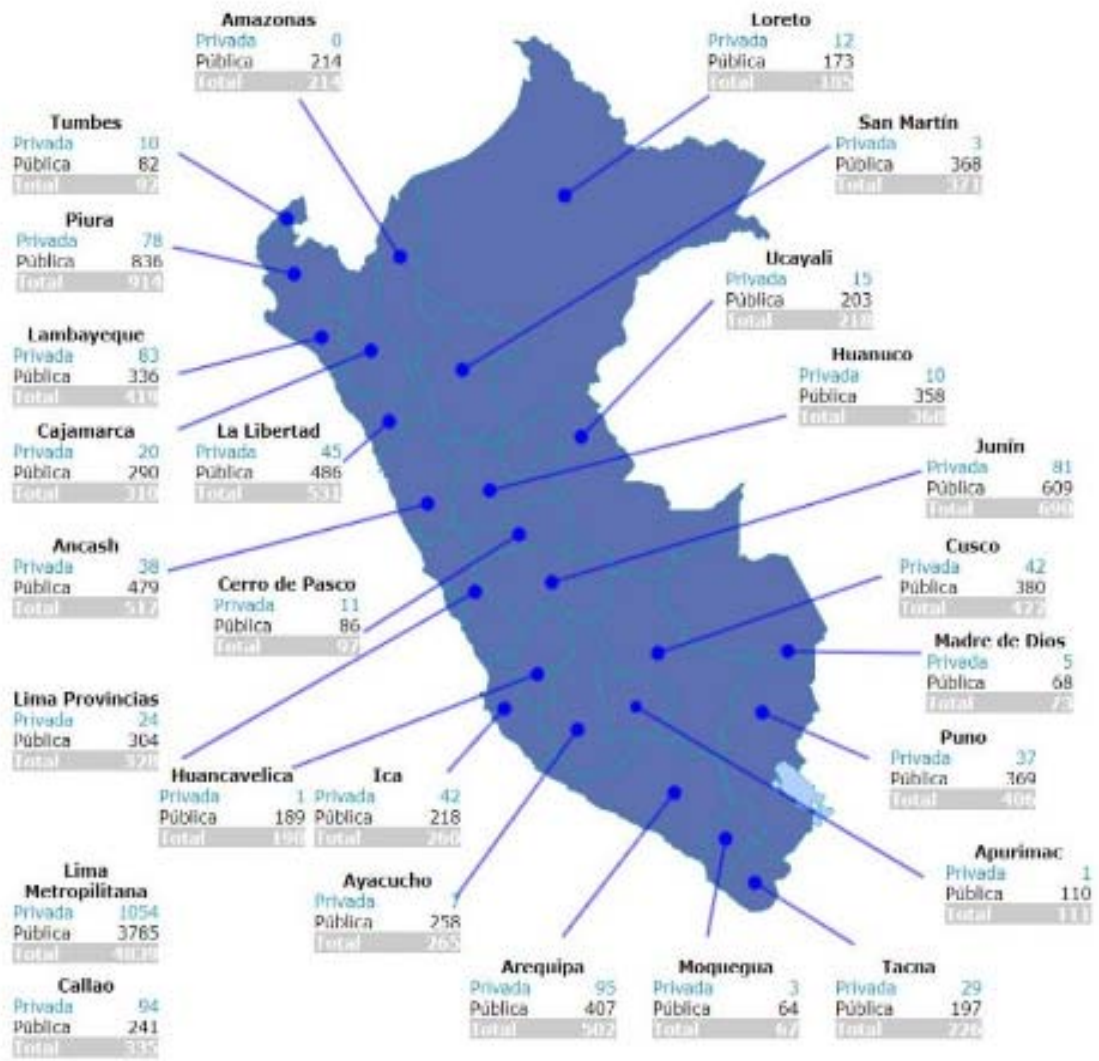 Amazonas
Privada 0
Pública 214
Total 214
Loreto
Privada 12
Pública 173
Total 185
Tumbes
Privada 10
Pública 82
Total 92
San Martín
Privada 3
Pública 368
Total 371
Piura
Privada 78
Pública 836
Total 914
Ucayali
Privada 15
Pública 203
Total 218
Lambayeque
Privada 83
Pública 336
Total 419
Huanuco
Privada 10
Pública 358
Total 368
Cajamarca
Privada 20
Pública 290
Total 310
La Libertad
Privada 45
Pública 486
Total 531
Junín
Privada 81
Pública 609
Total 690
Ancash
Privada 38
Pública 479
Total 517
Cusco
Privada 42
Pública 380
Total 422
Cerro de Pasco
Privada 11
Pública 86
Total 97
Madre de Dios
Privada 5
Pública 68
Total 73
Lima Provincias
Privada 24
Pública 304
Total 328
Puno
Privada 37
Pública 369
Total 406
Huancavelica
Privada 1
Pública 189
Total 190
Ica
Privada 42
Pública 218
Total 260
Apurimac
Privada 1
Pública 110
Total 111
Lima
Metropilitana
Privada 1054
Pública 3785
Total 4839
Ayacucho
Privada 7
Pública 258
Total 265
Callao
Privada 94
Pública 241
Total 335
Arequipa
Privada 95
Pública 407
Total 502
Moquegua
Privada 3
Pública 64
Total 67
Tacna
Privada 29
Pública 197
Total 226